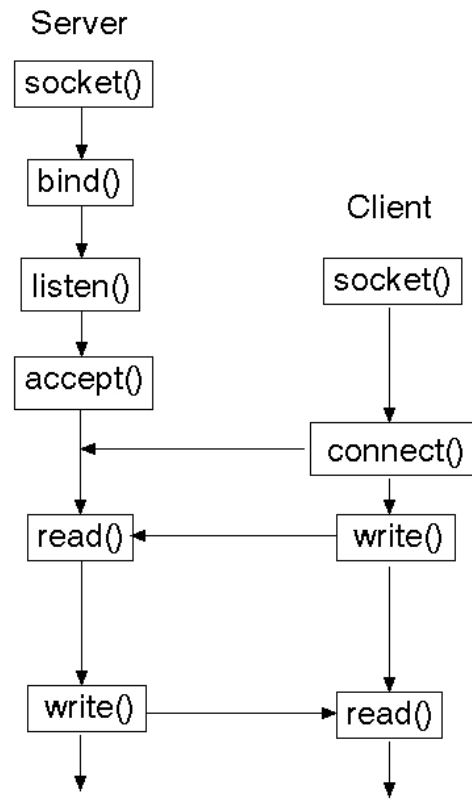 Server
socket()
bind()
listen()
accept()
read()
write()
Client
socket()
connect()
write()
read()